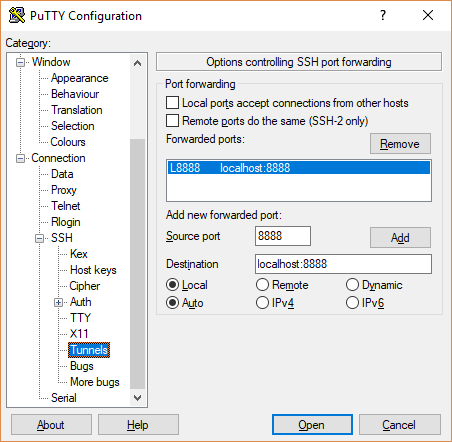 PuTTY Configuration
?
Category:
Window
Appearance
Behaviour
Translation
Selection
Colours
Connection
Data
Proxy
Telnet
Rlogin
SSH
Kex
Host keys
Cipher
Auth
TTY
X11
Tunnels
Bugs
More bugs
Serial
Options controlling SSH port forwarding
Port forwarding
Local ports accept connections from other hosts
Remote ports do the same (SSH-2 only)
Forwarded ports:
Remove
L8888 localhost:8888
Add new forwarded port:
Source port 8888 Add
Destination localhost:8888
Local Remote Dynamic
Auto IPv4 IPv6
About Help Open Cancel